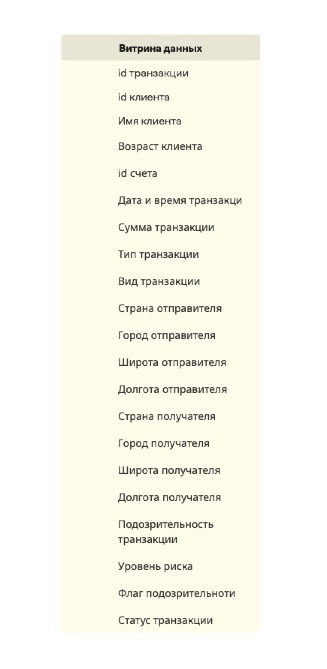 Витрина данных
id транзакции
id клиента
Имя клиента
Возраст клиента
id счета
Дата и время транзакци
Сумма транзакции
Тип транзакции
Вид транзакции
Страна отправителя
Город отправителя
Широта отправителя
Долгота отправителя
Страна получателя
Город получателя
Широта получателя
Долгота получателя
Подозрительность
транзакции
Уровень риска
Флаг подозрительноти
Статус транзакции